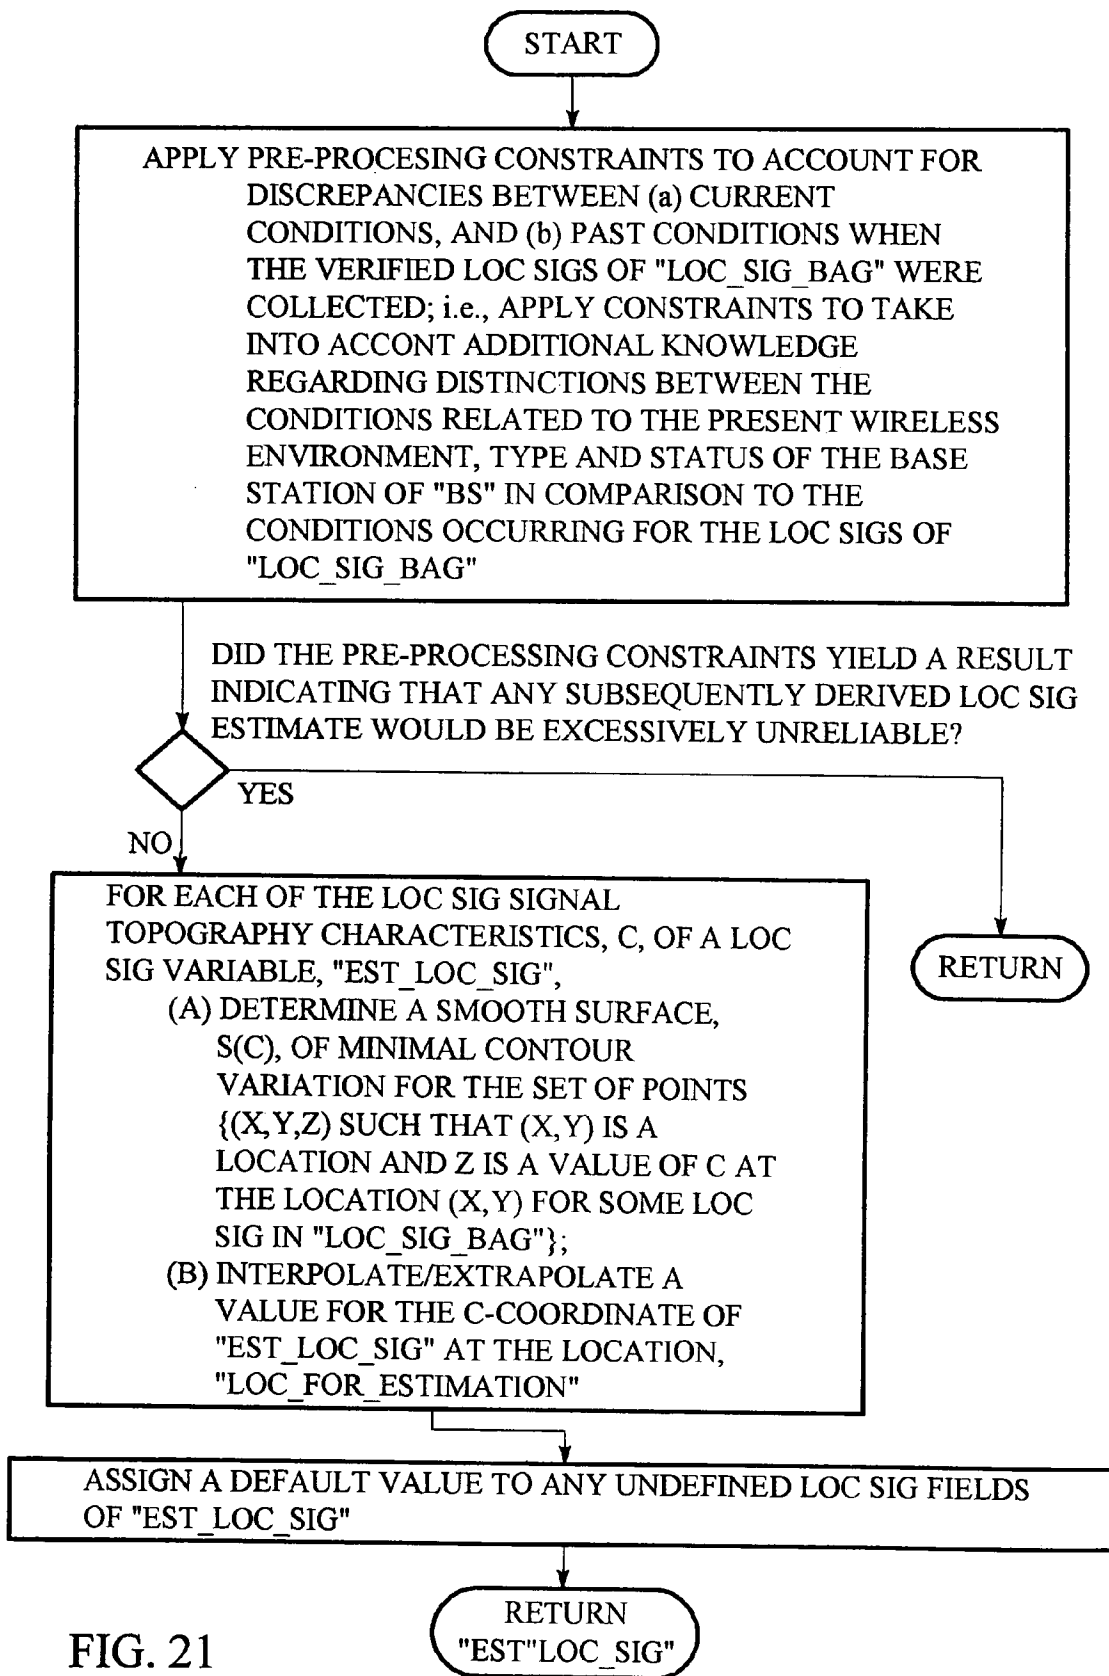 START
APPLY PRE-PROCESING CONSTRAINTS TO ACCOUNT FOR
DISCREPANCIES BETWEEN (a) CURRENT
CONDITIONS, AND (b) PAST CONDITIONS WHEN
THE VERIFIED LOC SIGS OF "LOC_SIG_BAG" WERE
COLLECTED; i.e., APPLY CONSTRAINTS TO TAKE
INTO ACCONT ADDITIONAL KNOWLEDGE
REGARDING DISTINCTIONS BETWEEN THE
CONDITIONS RELATED TO THE PRESENT WIRELESS
ENVIRONMENT, TYPE AND STATUS OF THE BASE
STATION OF "BS" IN COMPARISON TO THE
CONDITIONS OCCURRING FOR THE LOC SIGS OF
"LOC_SIG_BAG"
DID THE PRE-PROCESSING CONSTRAINTS YIELD A RESULT
INDICATING THAT ANY SUBSEQUENTLY DERIVED LOC SIG
ESTIMATE WOULD BE EXCESSIVELY UNRELIABLE?
YES
NO
FOR EACH OF THE LOC SIG SIGNAL
TOPOGRAPHY CHARACTERISTICS, C, OF A LOC
SIG VARIABLE, "EST_LOC_SIG",
(A) DETERMINE A SMOOTH SURFACE,
S(C), OF MINIMAL CONTOUR
VARIATION FOR THE SET OF POINTS
{(X,Y,Z) SUCH THAT (X,Y) IS A
LOCATION AND Z IS A VALUE OF C AT
THE LOCATION (X,Y) FOR SOME LOC
SIG IN "LOC_SIG_BAG"};
(B) INTERPOLATE/EXTRAPOLATE A
VALUE FOR THE C-COORDINATE OF
"EST_LOC_SIG" AT THE LOCATION,
"LOC_FOR_ESTIMATION"
RETURN
ASSIGN A DEFAULT VALUE TO ANY UNDEFINED LOC SIG FIELDS
OF "EST_LOC_SIG"
RETURN
"EST"LOC_SIG"
FIG. 21